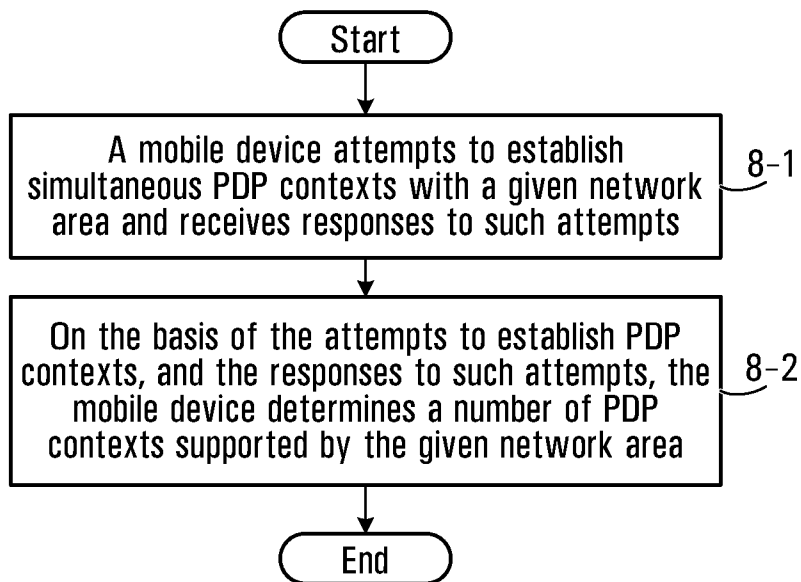 Start
A mobile device attempts to establish
simultaneous PDP contexts with a given network
area and receives responses to such attempts
8-1
On the basis of the attempts to establish PDP
contexts, and the responses to such attempts, the
mobile device determines a number of PDP
contexts supported by the given network area
8-2
End